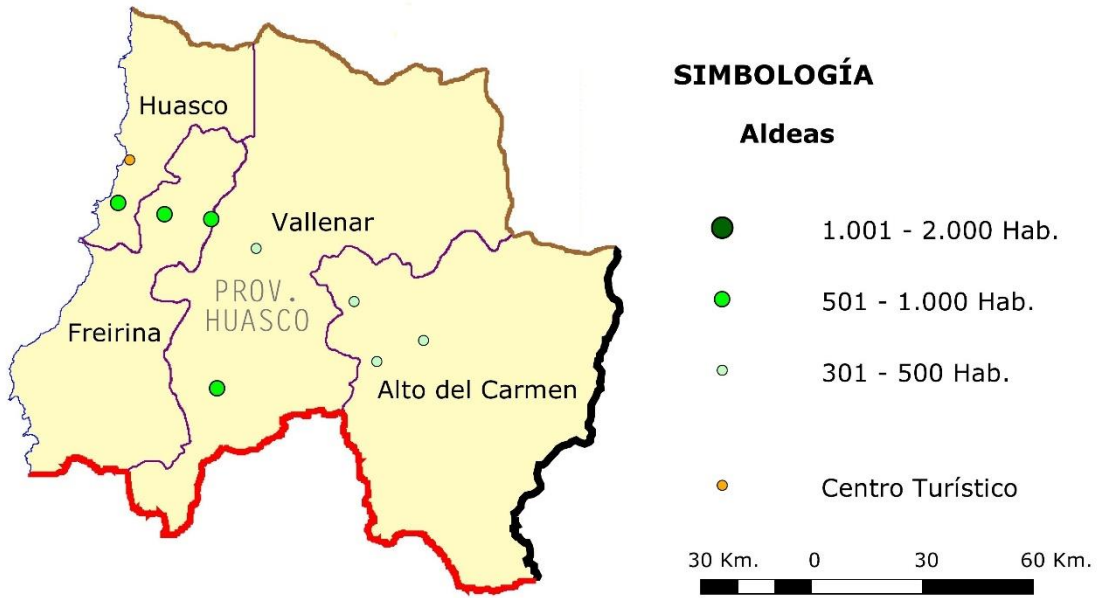 Huasco
Vallenar
PROV.
HUASCO
Freirina
Alto del Carmen
SIMBOLOGÍA
Aldeas
1.001 - 2.000 Hab.
501 - 1.000 Hab.
301 - 500 Hab.
Centro Turístico
30 Km. 0 30 60 Km.